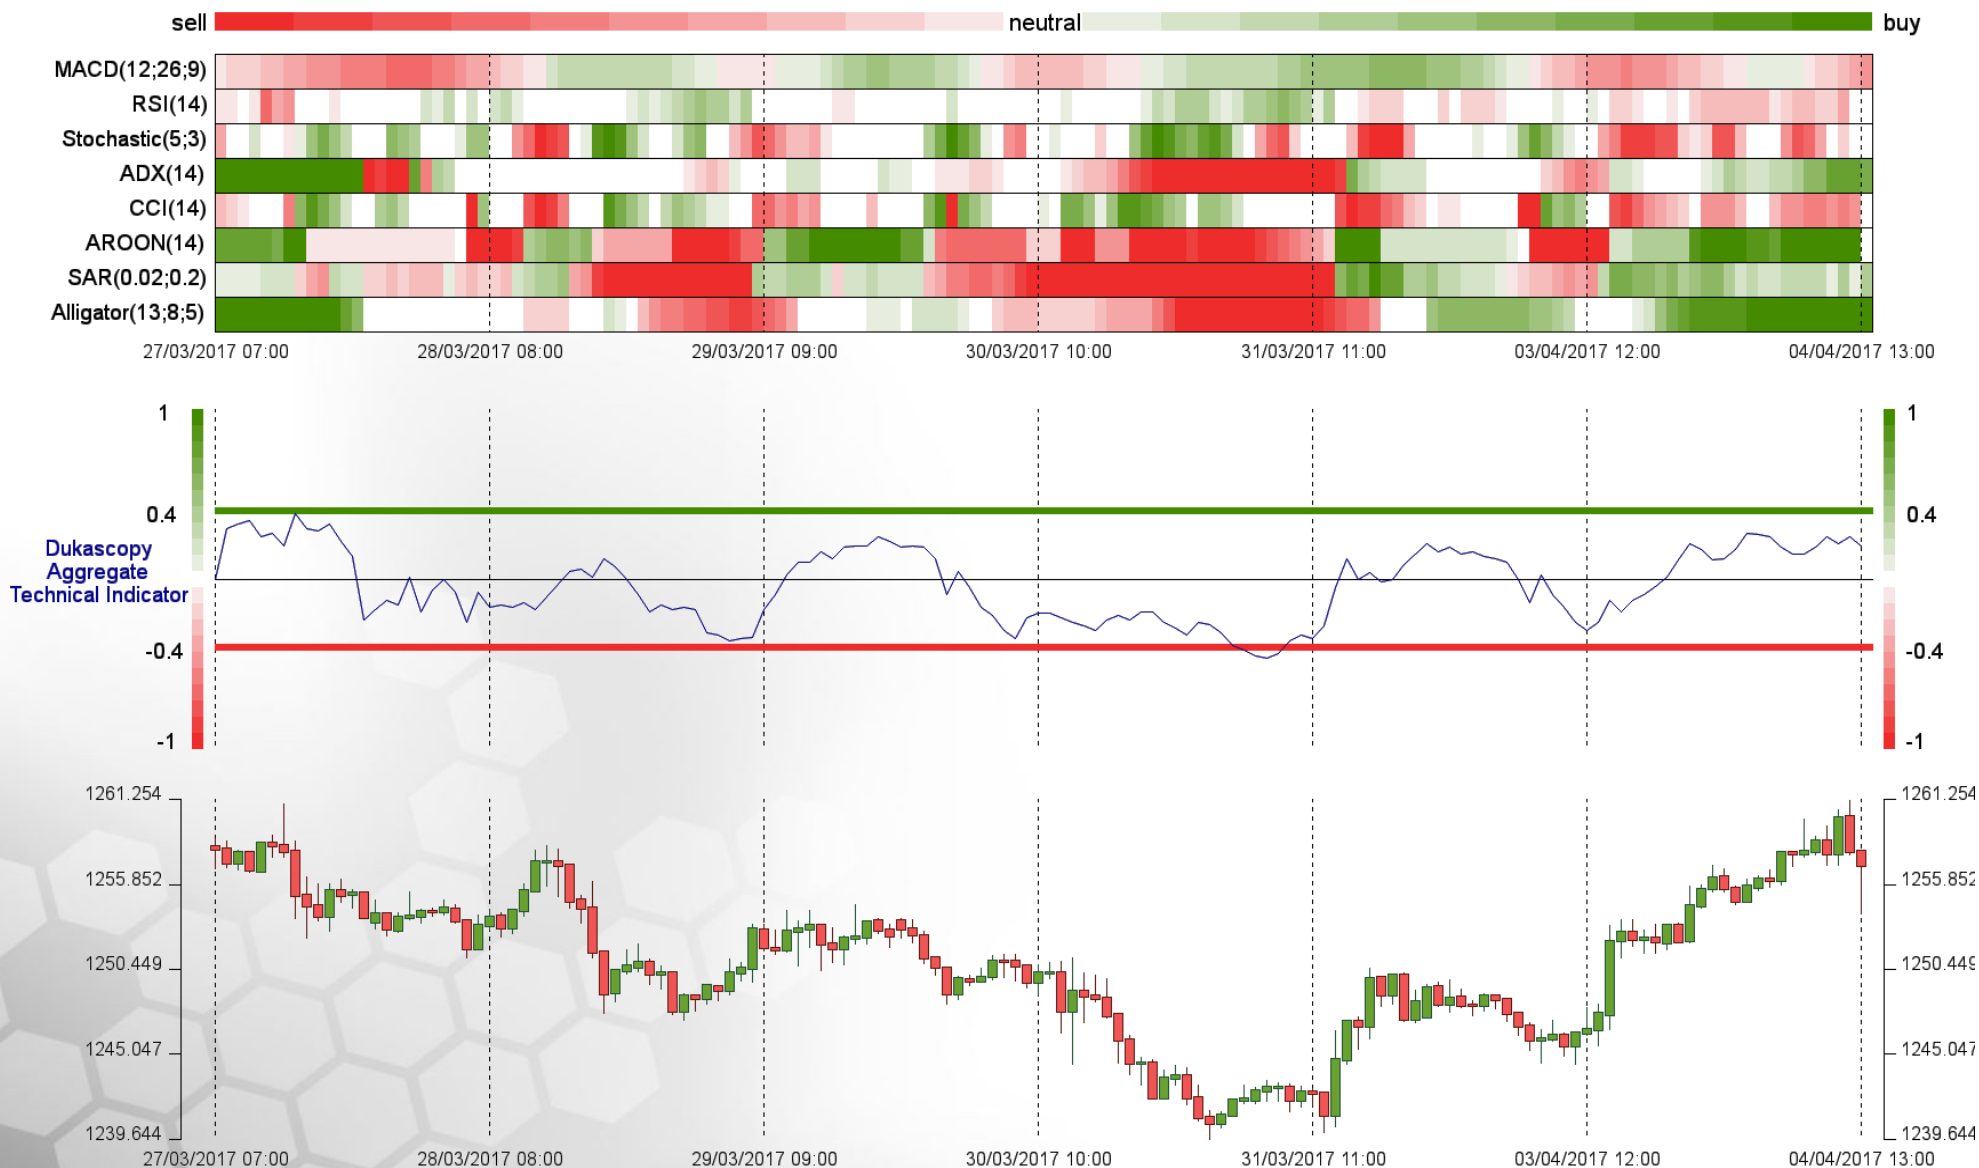 sell neutral buy
MACD(12;26;9)
RSI(14)
Stochastic(5;3)
ADX(14)
CCI(14)
AROON(14)
SAR(0.02;0.2)
Alligator(13;8;5)
27/03/2017 07:00 28/03/2017 08:00 29/03/2017 09:00 30/03/2017 10:00 31/03/2017 11:00 03/04/2017 12:00 04/04/2017 13:00
1 1
0.4 0.4
Dukascopy
Aggregate
Technical Indicator
-0.4 -0.4
-1 -1
1261.254 1261.254
1255.852 1255.852
1250.449 1250.449
1245.047 1245.047
1239.644 1239.644
27/03/2017 07:00 28/03/2017 08:00 29/03/2017 09:00 30/03/2017 10:00 31/03/2017 11:00 03/04/2017 12:00 04/04/2017 13:00